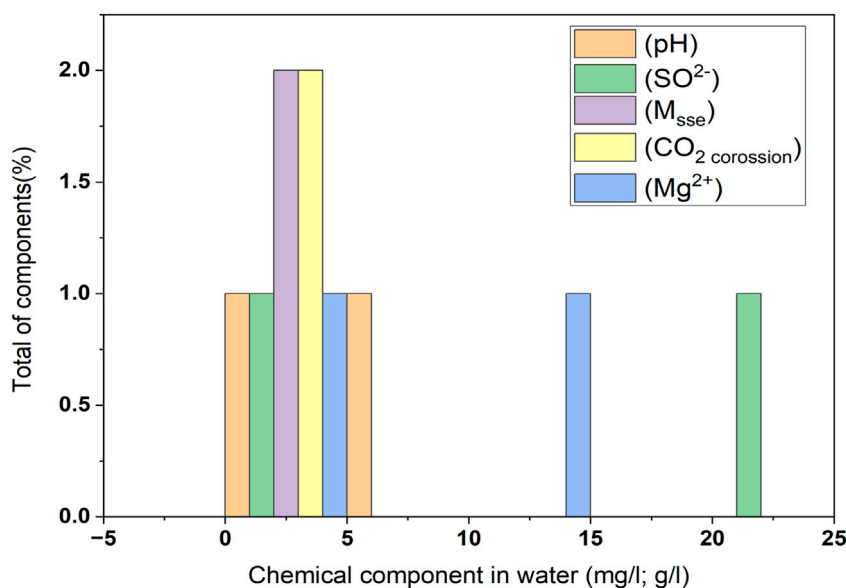 (pH)
(SO²⁻)
(M_sse)
(CO₂ corossion)
(Mg²⁺)
Total of components(%)
2.0
1.5
1.0
0.5
0.0
−5 0 5 10 15 20 25
Chemical component in water (mg/l; g/l)